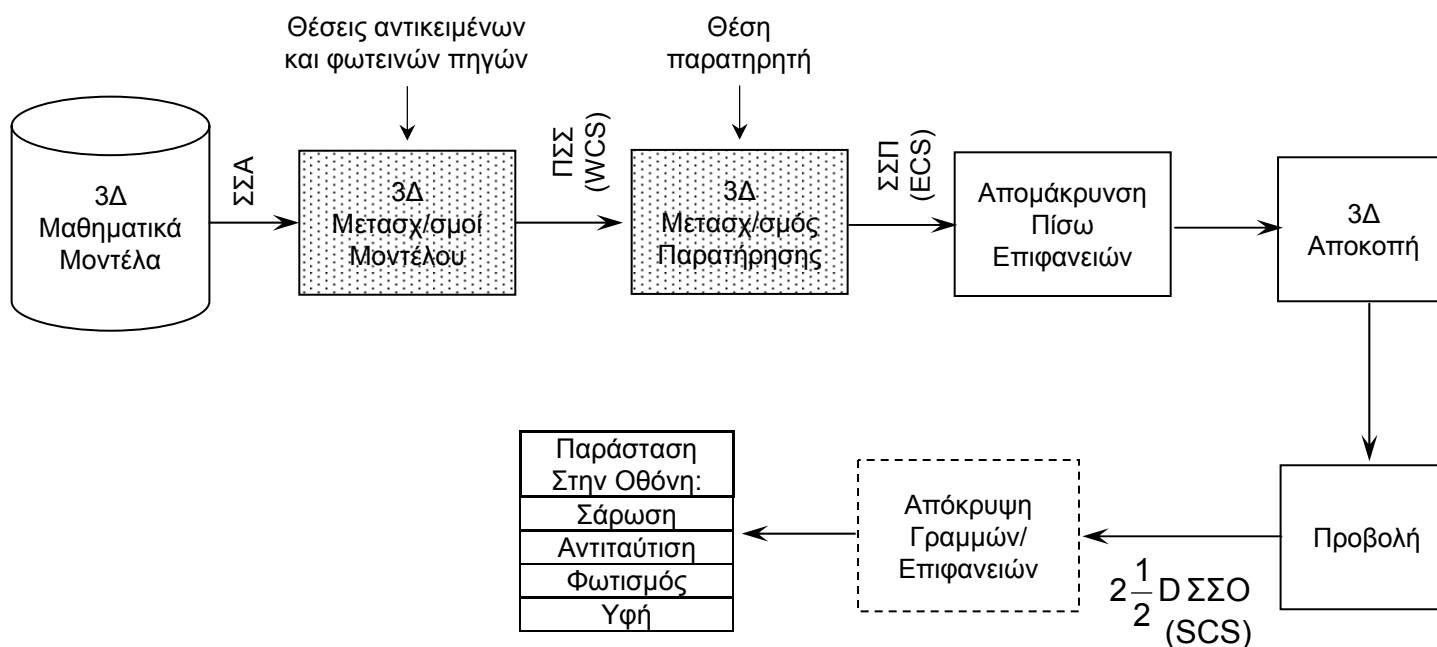 Θέσεις αντικειμένων
και φωτεινών πηγών
Θέση
παρατηρητή
3Δ
Μαθηματικά
Μοντέλα
ΣΣΑ
3Δ
Μετασχ/σμοί
Μοντέλου
ΠΣΣ
(WCS)
3Δ
Μετασχ/σμός
Παρατήρησης
ΣΣΠ
(ECS)
Απομάκρυνση
Πίσω
Επιφανειών
3Δ
Αποκοπή
Προβολή
2 1/2 D ΣΣΟ
(SCS)
Απόκρυψη
Γραμμών/
Επιφανειών
Παράσταση
Στην Οθόνη:
Σάρωση
Αντιταύτιση
Φωτισμός
Υφή